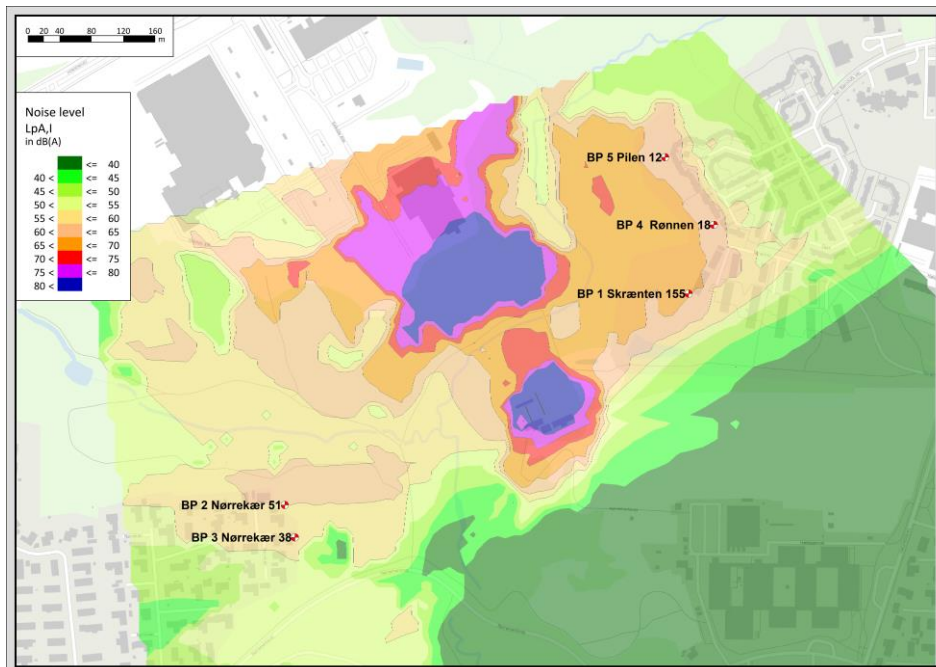 0 20 40 80 120 160
m
Noise level
LpA,I
in dB(A)
<= 40
40 < <= 45
45 < <= 50
50 < <= 55
55 < <= 60
60 < <= 65
65 < <= 70
70 < <= 75
75 < <= 80
80 <
BP 5 Pilen 12
BP 4 Rønnen 18
BP 1 Skrænten 155
BP 2 Nørrekær 51
BP 3 Nørrekær 38